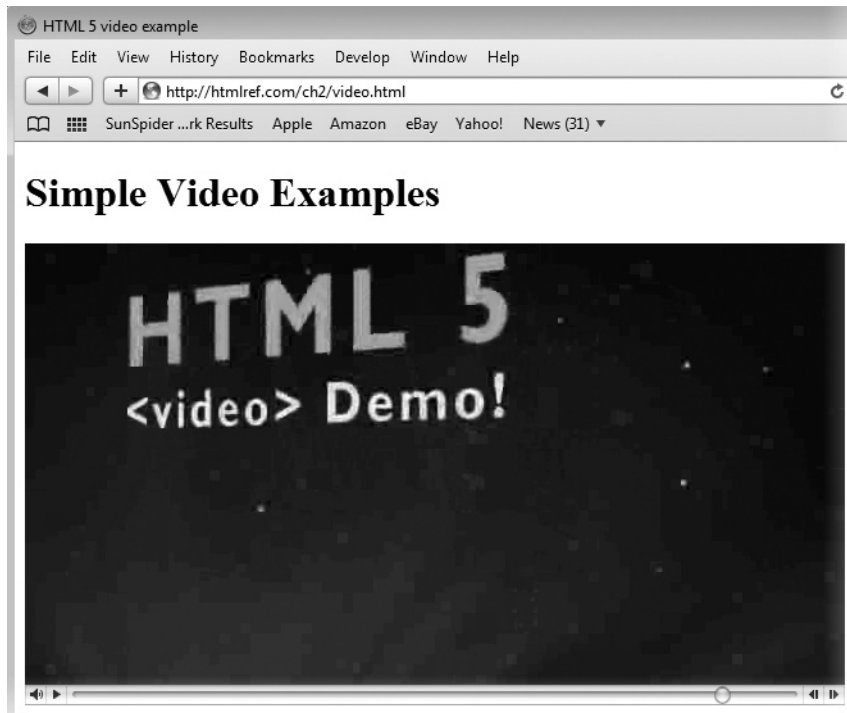 HTML 5 video example
File Edit View History Bookmarks Develop Window Help
http://htmlref.com/ch2/video.html
SunSpider ...rk Results Apple Amazon eBay Yahoo! News (31) ▼
Simple Video Examples
HTML 5
<video> Demo!